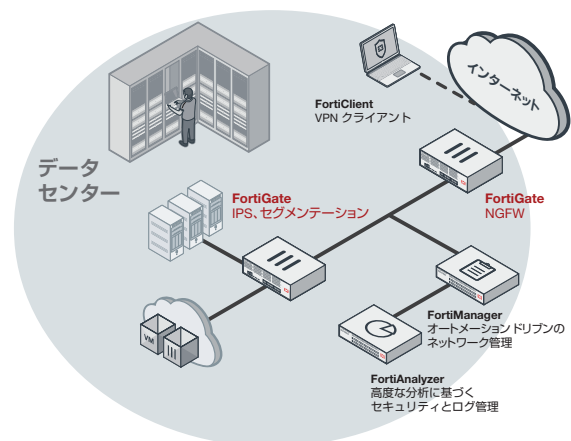 インターネット
FortiClient
VPN クライアント
データ
センター
FortiGate
IPS、セグメンテーション
FortiGate
NGFW
VM
FortiManager
オートメーションドリブンの
ネットワーク管理
FortiAnalyzer
高度な分析に基づく
セキュリティとログ管理